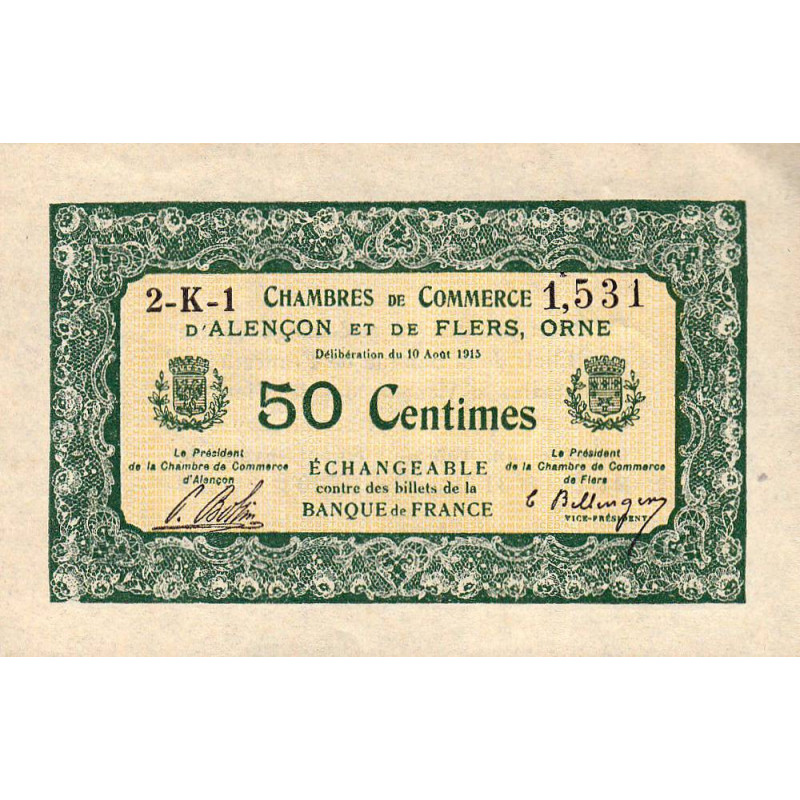 2-K-1 CHAMBRES DE COMMERCE 1,531
D'ALENÇON ET DE FLERS, ORNE
Délibération du 10 Août 1915
50 Centimes
Le Président
de la Chambre de Commerce
d'Alençon
ÉCHANGEABLE
contre des billets de la
BANQUE de FRANCE
Le Président
de la Chambre de Commerce
de Flers
VICE-PRÉSIDENT